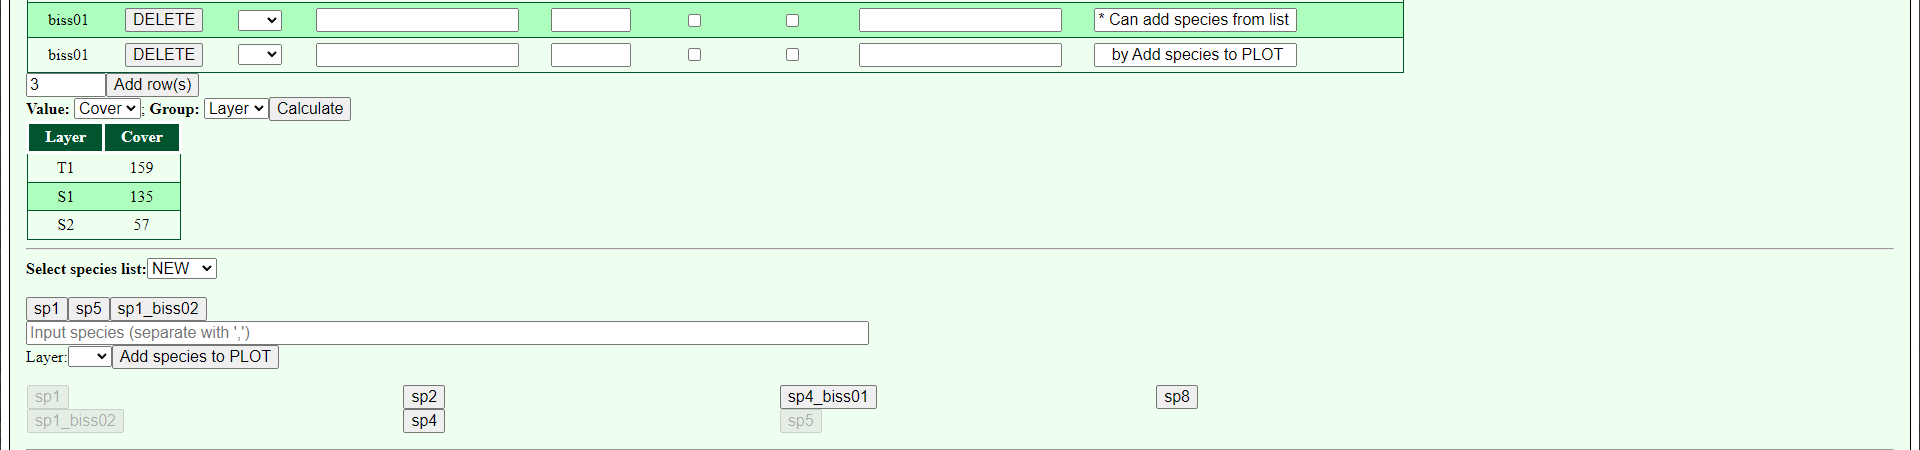 biss01 DELETE * Can add species from list
biss01 DELETE by Add species to PLOT
3 Add row(s)
Value: Cover ; Group: Layer Calculate
Layer Cover
T1 159
S1 135
S2 57
Select species list: NEW
sp1 sp5 sp1_biss02
Input species (separate with ',')
Layer: Add species to PLOT
sp1 sp2 sp4_biss01 sp8
sp1_biss02 sp4 sp5